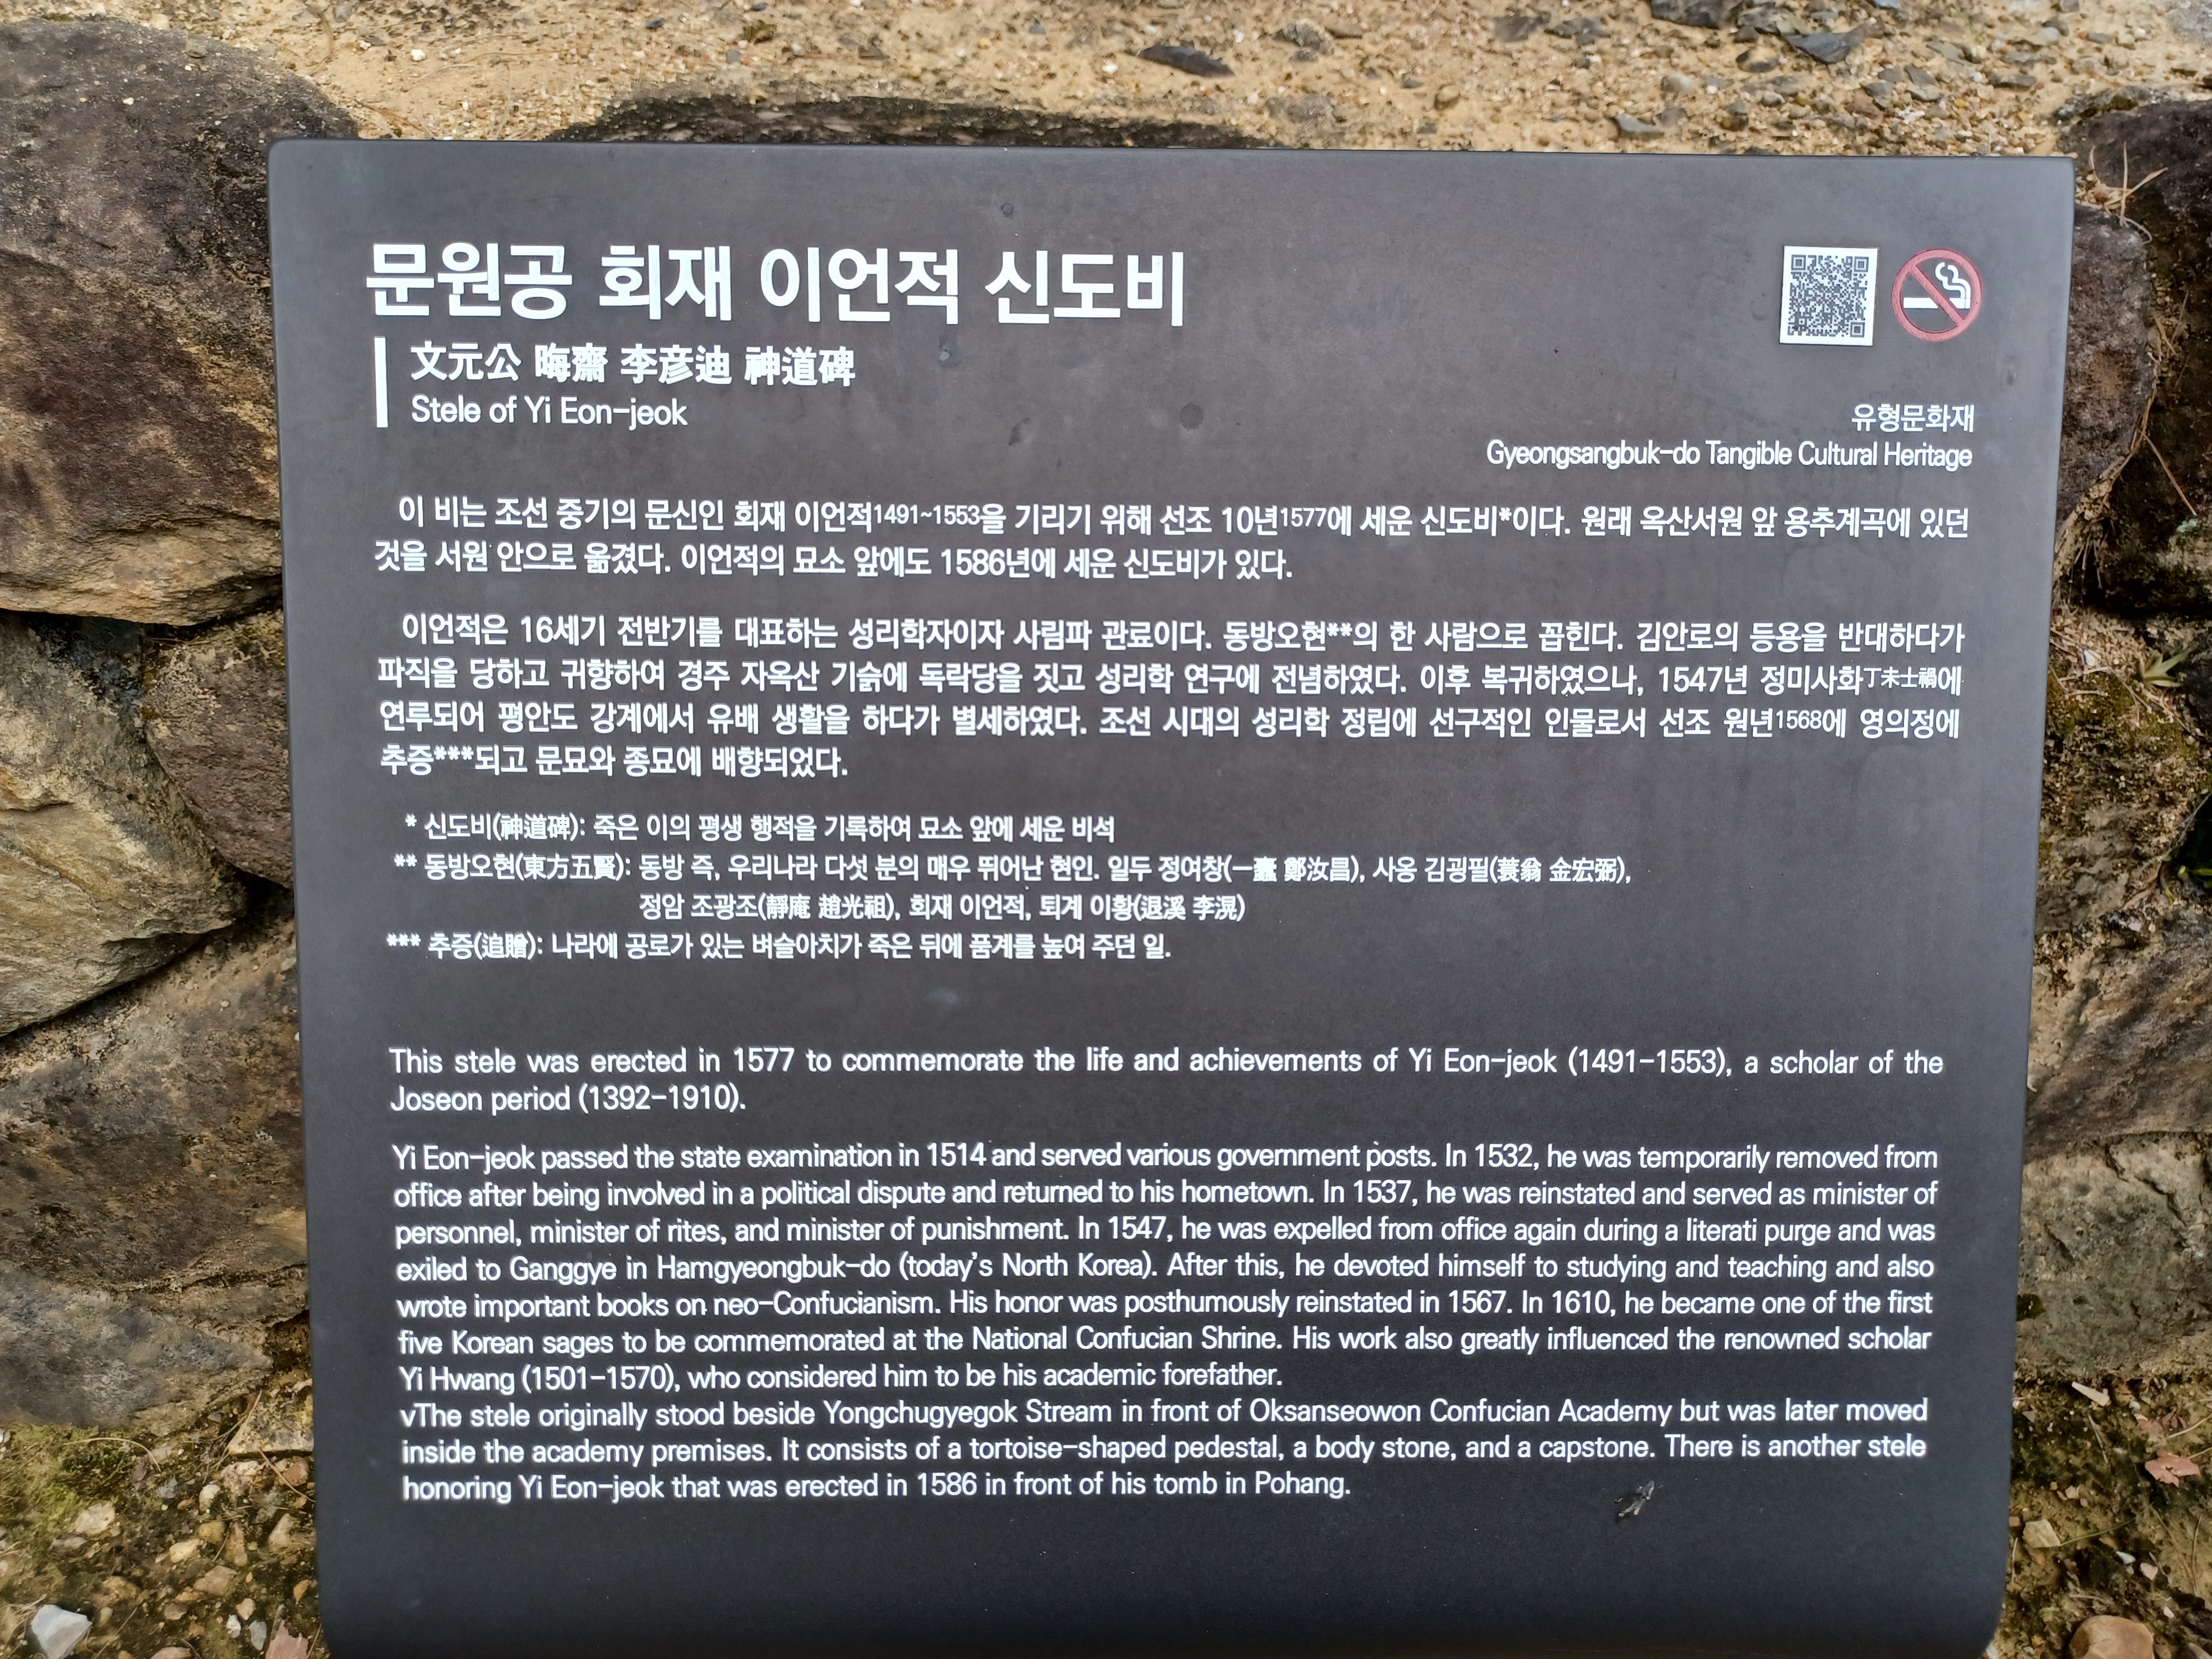 문원공 회재 이언적 신도비
文元公 晦齋 李彦迪 神道碑
Stele of Yi Eon-jeok
유형문화재
Gyeongsangbuk-do Tangible Cultural Heritage
이 비는 조선 중기의 문신인 회재 이언적1491~1553을 기리기 위해 선조 10년1577에 세운 신도비*이다. 원래 옥산서원 앞 용추계곡에 있던
것을 서원 안으로 옮겼다. 이언적의 묘소 앞에도 1586년에 세운 신도비가 있다.
이언적은 16세기 전반기를 대표하는 성리학자이자 사림파 관료이다. 동방오현**의 한 사람으로 꼽힌다. 김안로의 등용을 반대하다가
파직을 당하고 귀향하여 경주 자옥산 기슭에 독락당을 짓고 성리학 연구에 전념하였다. 이후 복귀하였으나, 1547년 정미사화丁未士禍에
연루되어 평안도 강계에서 유배 생활을 하다가 별세하였다. 조선 시대의 성리학 정립에 선구적인 인물로서 선조 원년1568에 영의정에
추증***되고 문묘와 종묘에 배향되었다.
* 신도비(神道碑): 죽은 이의 평생 행적을 기록하여 묘소 앞에 세운 비석
** 동방오현(東方五賢): 동방 즉, 우리나라 다섯 분의 매우 뛰어난 현인. 일두 정여창(一蠹 鄭汝昌), 사옹 김굉필(蓑翁 金宏弼),
정암 조광조(靜庵 趙光祖), 회재 이언적, 퇴계 이황(退溪 李滉)
*** 추증(追贈): 나라에 공로가 있는 벼슬아치가 죽은 뒤에 품계를 높여 주던 일.
This stele was erected in 1577 to commemorate the life and achievements of Yi Eon-jeok (1491-1553), a scholar of the
Joseon period (1392-1910).
Yi Eon-jeok passed the state examination in 1514 and served various government posts. In 1532, he was temporarily removed from
office after being involved in a political dispute and returned to his hometown. In 1537, he was reinstated and served as minister of
personnel, minister of rites, and minister of punishment. In 1547, he was expelled from office again during a literati purge and was
exiled to Ganggye in Hamgyeongbuk-do (today's North Korea). After this, he devoted himself to studying and teaching and also
wrote important books on neo-Confucianism. His honor was posthumously reinstated in 1567. In 1610, he became one of the first
five Korean sages to be commemorated at the National Confucian Shrine. His work also greatly influenced the renowned scholar
Yi Hwang (1501-1570), who considered him to be his academic forefather.
vThe stele originally stood beside Yongchugyegok Stream in front of Oksanseowon Confucian Academy but was later moved
inside the academy premises. It consists of a tortoise-shaped pedestal, a body stone, and a capstone. There is another stele
honoring Yi Eon-jeok that was erected in 1586 in front of his tomb in Pohang.